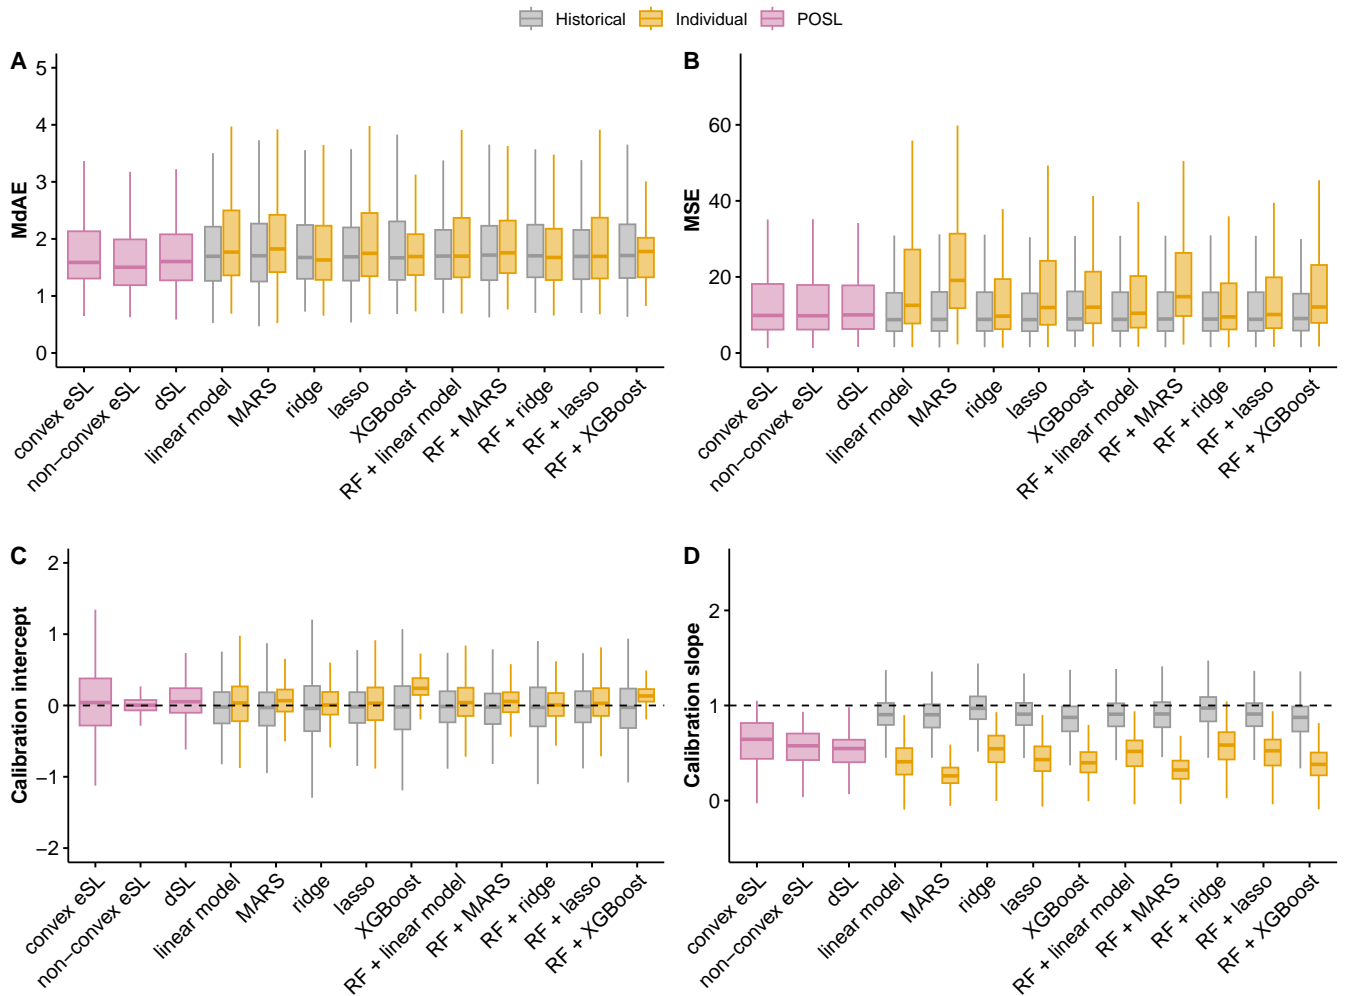 Historical Individual POSL
A
5
4
3
2
1
0
MdAE
convex eSL
non−convex eSL
dSL
linear model
MARS
ridge
lasso
XGBoost
RF + linear model
RF + MARS
RF + ridge
RF + lasso
RF + XGBoost
B
60
40
20
0
MSE
convex eSL
non−convex eSL
dSL
linear model
MARS
ridge
lasso
XGBoost
RF + linear model
RF + MARS
RF + ridge
RF + lasso
RF + XGBoost
C
2
1
0
−1
−2
Calibration intercept
convex eSL
non−convex eSL
dSL
linear model
MARS
ridge
lasso
XGBoost
RF + linear model
RF + MARS
RF + ridge
RF + lasso
RF + XGBoost
D
2
1
0
Calibration slope
convex eSL
non−convex eSL
dSL
linear model
MARS
ridge
lasso
XGBoost
RF + linear model
RF + MARS
RF + ridge
RF + lasso
RF + XGBoost